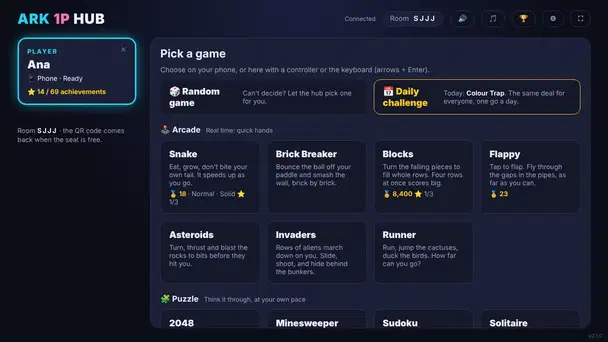 ARK 1P HUB
Connected
Room SJJJ
PLAYER
Ana
Phone · Ready
14 / 69 achievements
Room SJJJ · the QR code comes
back when the seat is free.
Pick a game
Choose on your phone, or here with a controller or the keyboard (arrows + Enter).
Random
game
Can't decide? Let the hub pick one
for you.
Daily
challenge
Today: Colour Trap. The same deal for
everyone, one go a day.
Arcade Real time: quick hands
Snake
Eat, grow, don't bite your
own tail. It speeds up as
you go.
18 · Normal · Solid
1/3
Brick Breaker
Bounce the ball off your
paddle and smash the
wall, brick by brick.
Blocks
Turn the falling pieces to
fill whole rows. Four rows
at once scores big.
8,400 1/3
Flappy
Tap to flap. Fly through
the gaps in the pipes, as
far as you can.
23
Asteroids
Turn, thrust and blast the
rocks to bits before they
hit you.
Invaders
Rows of aliens march
down on you. Slide,
shoot, and hide behind
the bunkers.
Runner
Run, jump the cactuses,
duck the birds. How far
can you go?
Puzzle Think it through, at your own pace
2048
Minesweeper
Sudoku
Solitaire